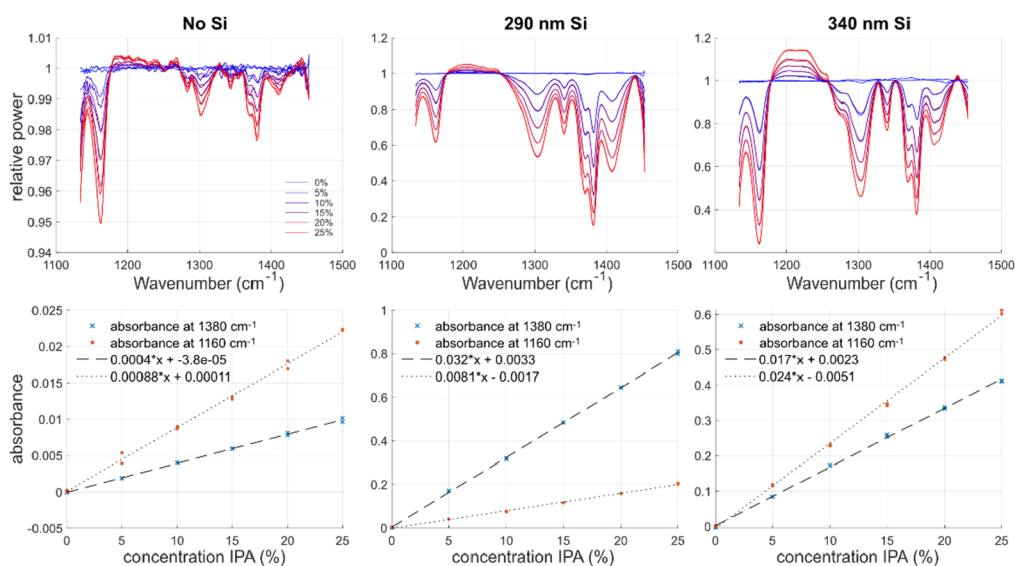 No Si
290 nm Si
340 nm Si
1.01
1
0.99
0.98
0.97
0.96
0.95
0.94
relative power
0%
5%
10%
15%
20%
25%
1100 1200 1300 1400 1500
Wavenumber (cm-1)
1.2
1
0.8
0.6
0.4
0.2
0
1100 1200 1300 1400 1500
Wavenumber (cm-1)
1.2
1
0.8
0.6
0.4
1100 1200 1300 1400 1500
Wavenumber (cm-1)
0.025
0.02
0.015
0.01
0.005
0
-0.005
absorbance
absorbance at 1380 cm-1
absorbance at 1160 cm-1
0.0004*x + -3.8e-05
0.00088*x + 0.00011
0 5 10 15 20 25
concentration IPA (%)
1
0.8
0.6
0.4
0.2
0
absorbance at 1380 cm-1
absorbance at 1160 cm-1
0.032*x + 0.0033
0.0081*x - 0.0017
0 5 10 15 20 25
concentration IPA (%)
0.6
0.5
0.4
0.3
0.2
0.1
0
absorbance at 1380 cm-1
absorbance at 1160 cm-1
0.017*x + 0.0023
0.024*x - 0.0051
0 5 10 15 20 25
concentration IPA (%)